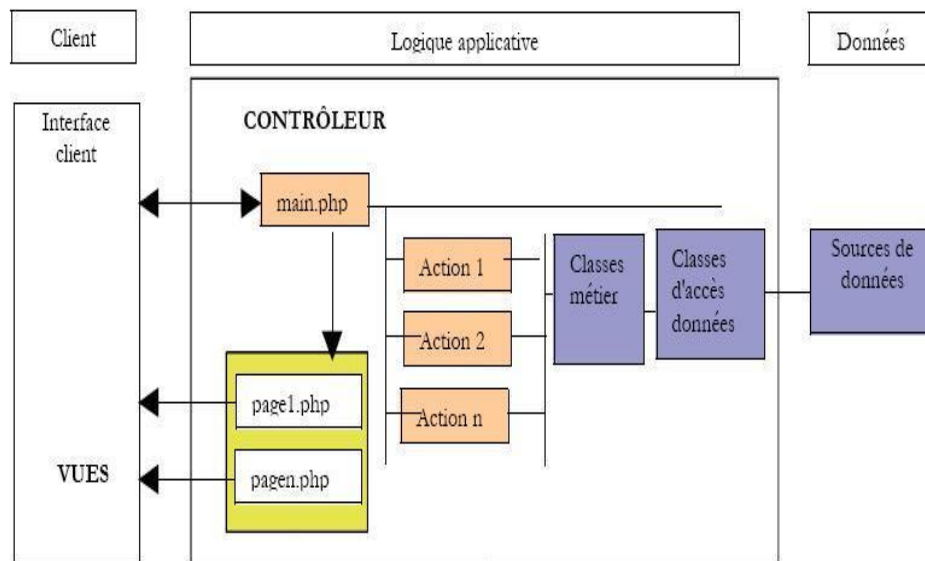 Client
Logique applicative
Données
Interface
client
CONTRÔLEUR
main.php
Action 1
Action 2
Action n
Classes
métier
Classes
d'accès
données
Sources de
données
page1.php
pagen.php
VUES